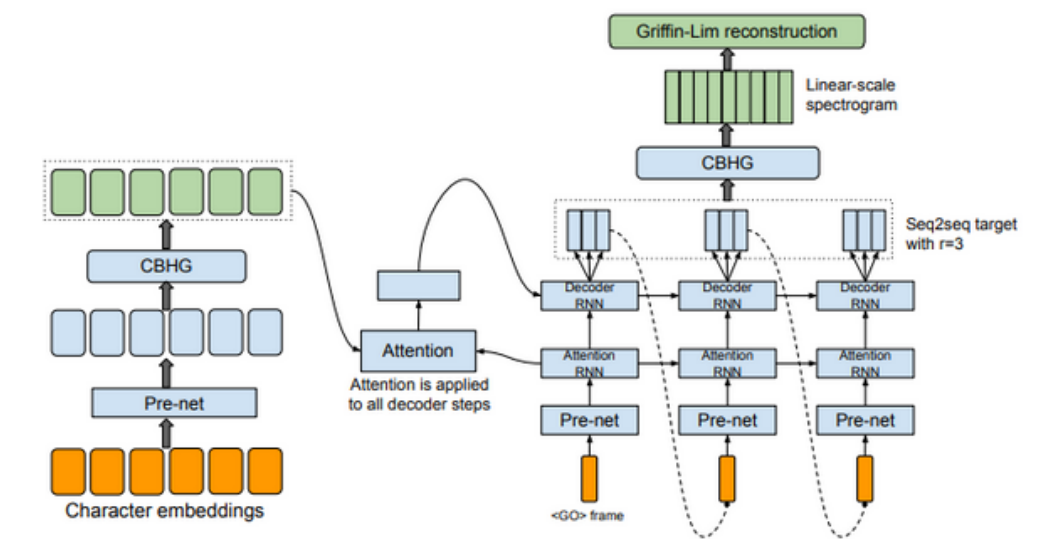 Griffin-Lim reconstruction
Linear-scale
spectrogram
CBHG
Seq2seq target
with r=3
CBHG
Decoder
RNN
Decoder
RNN
Decoder
RNN
Attention
Attention is applied
to all decoder steps
Attention
RNN
Attention
RNN
Attention
RNN
Pre-net
Pre-net
Pre-net
Pre-net
<GO> frame
Character embeddings